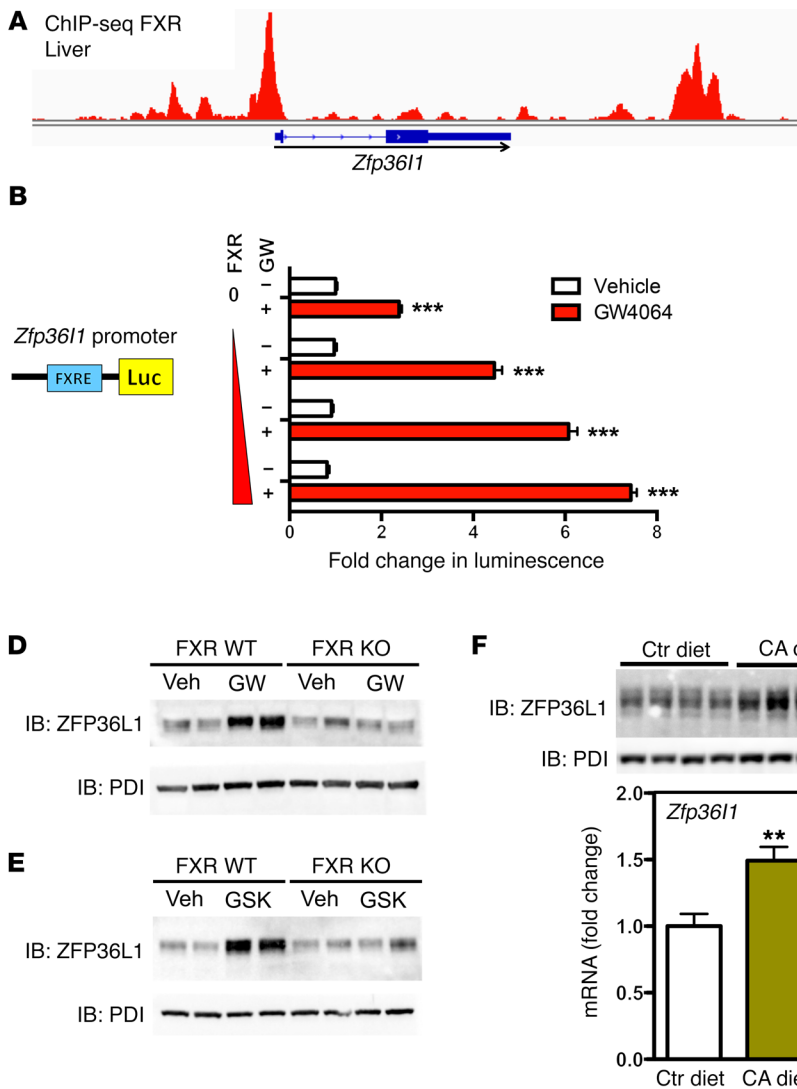 A
ChIP-seq FXR
Liver
Zfp36l1
B
FXR
GW
0
−
+
−
+
−
+
−
+
***
***
***
***
Vehicle
GW4064
Zfp36l1 promoter
FXRE
Luc
0 2 4 6 8
Fold change in luminescence
D
FXR WT FXR KO
Veh GW Veh GW
IB: ZFP36L1
IB: PDI
E
FXR WT FXR KO
Veh GSK Veh GSK
IB: ZFP36L1
IB: PDI
F
Ctr diet CA
IB: ZFP36L1
IB: PDI
mRNA (fold change)
2.0
1.5
1.0
0.5
0.0
Zfp36l1
**
Ctr diet CA die